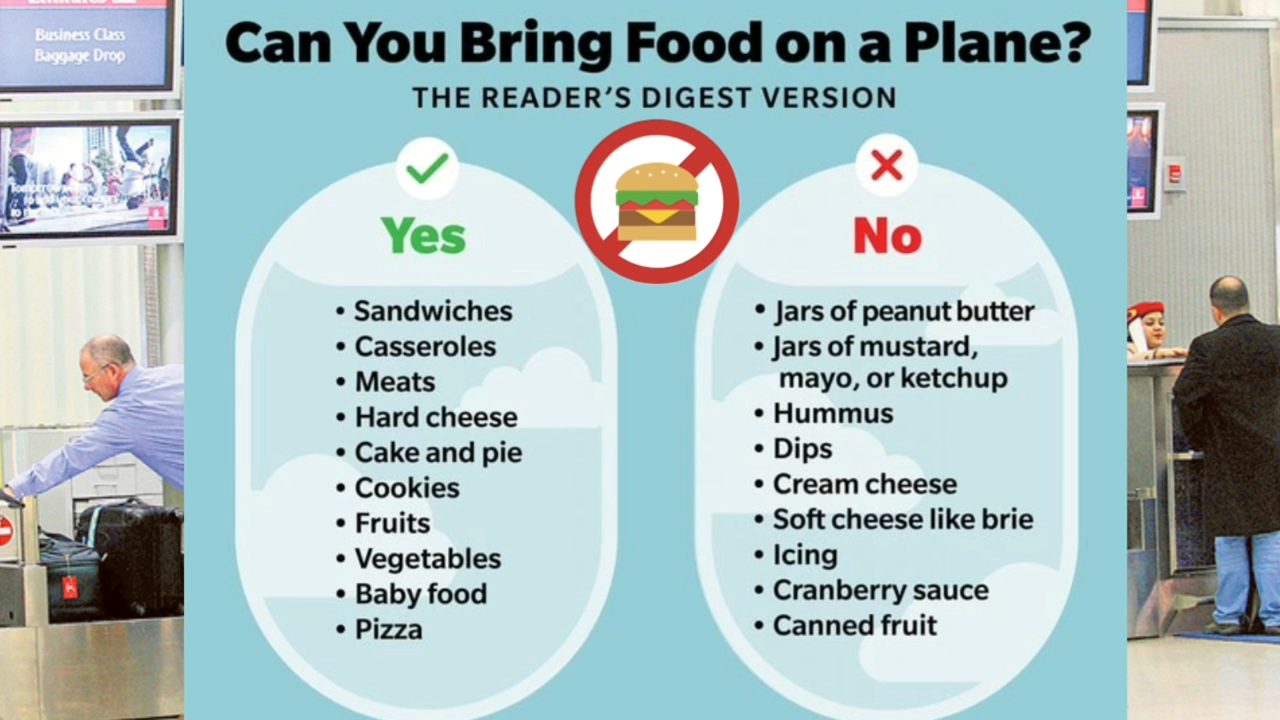 Can You Bring Food on a Plane?
THE READER'S DIGEST VERSION
Business Class
Baggage Drop
Yes
• Sandwiches
• Casseroles
• Meats
• Hard cheese
• Cake and pie
• Cookies
• Fruits
• Vegetables
• Baby food
• Pizza
No
• Jars of peanut butter
• Jars of mustard,
mayo, or ketchup
• Hummus
• Dips
• Cream cheese
• Soft cheese like brie
• Icing
• Cranberry sauce
• Canned fruit